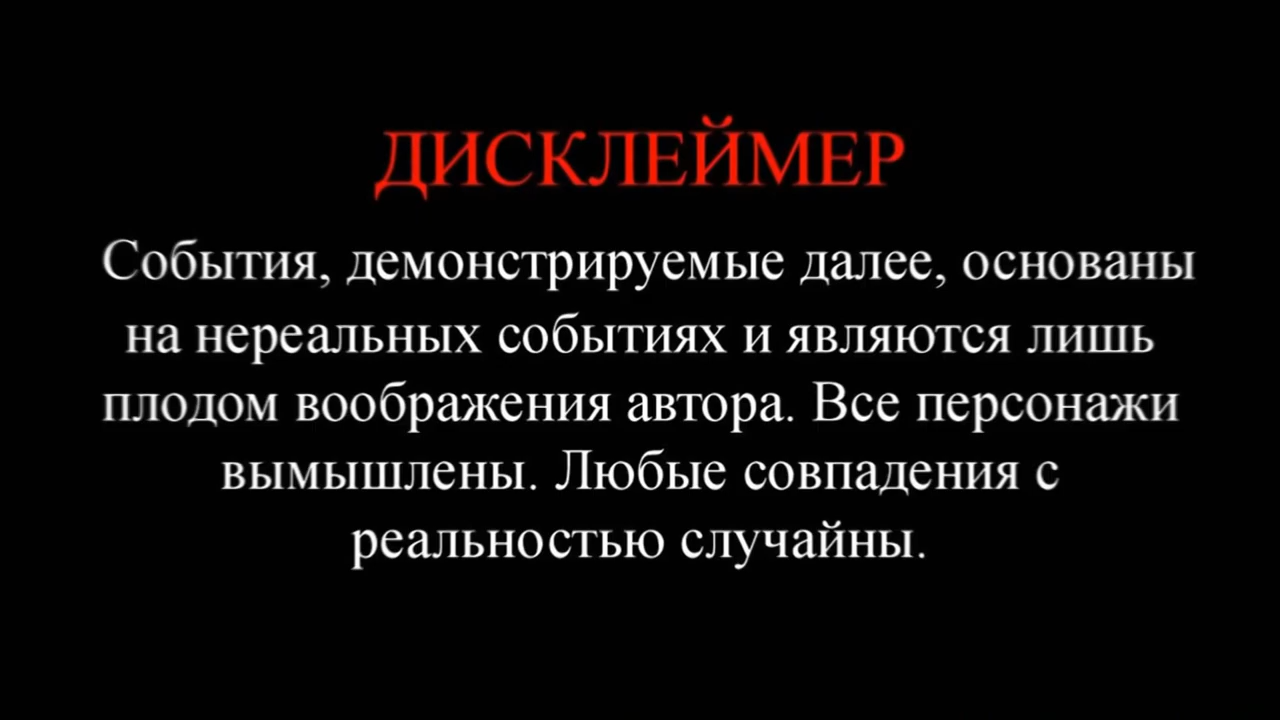 ДИСКЛЕЙМЕР
События, демонстрируемые далее, основаны
на нереальных событиях и являются лишь
плодом воображения автора. Все персонажи
вымышлены. Любые совпадения с
реальностью случайны.